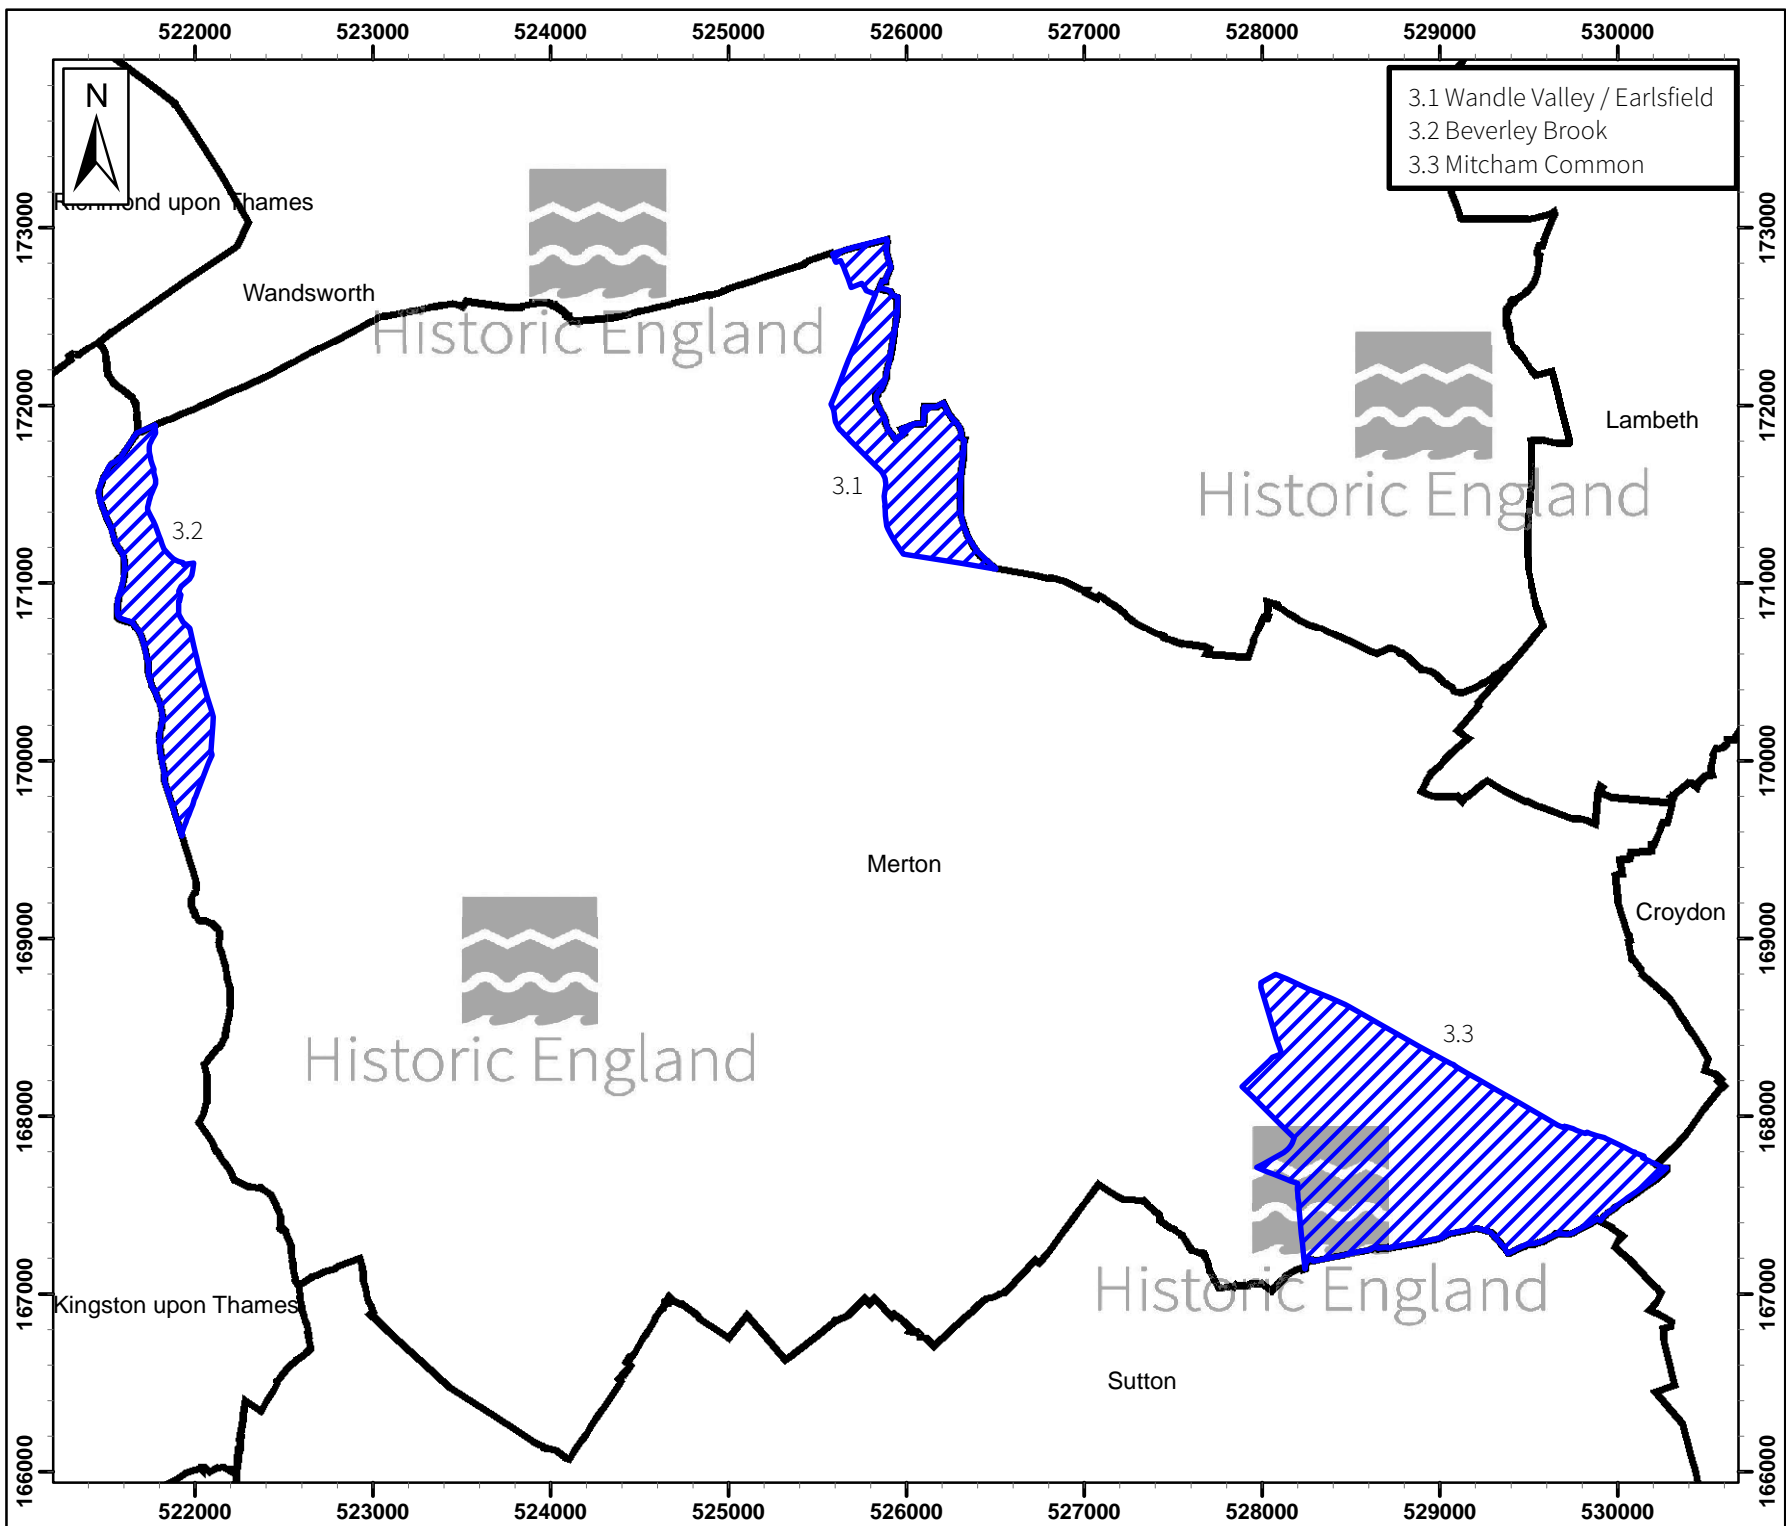 522000 523000 524000 525000 526000 527000 528000 529000 530000
N
3.1 Wandle Valley / Earlsfield
3.2 Beverley Brook
3.3 Mitcham Common
Richmond upon Thames
173000 173000
Wandsworth
Historic England
172000 172000
Lambeth
3.1
Historic England
3.2
171000 171000
170000 170000
Merton
Croydon
169000 169000
3.3
Historic England
168000 168000
167000 167000
Kingston upon Thames
Historic England
Sutton
166000 166000
522000 523000 524000 525000 526000 527000 528000 529000 530000